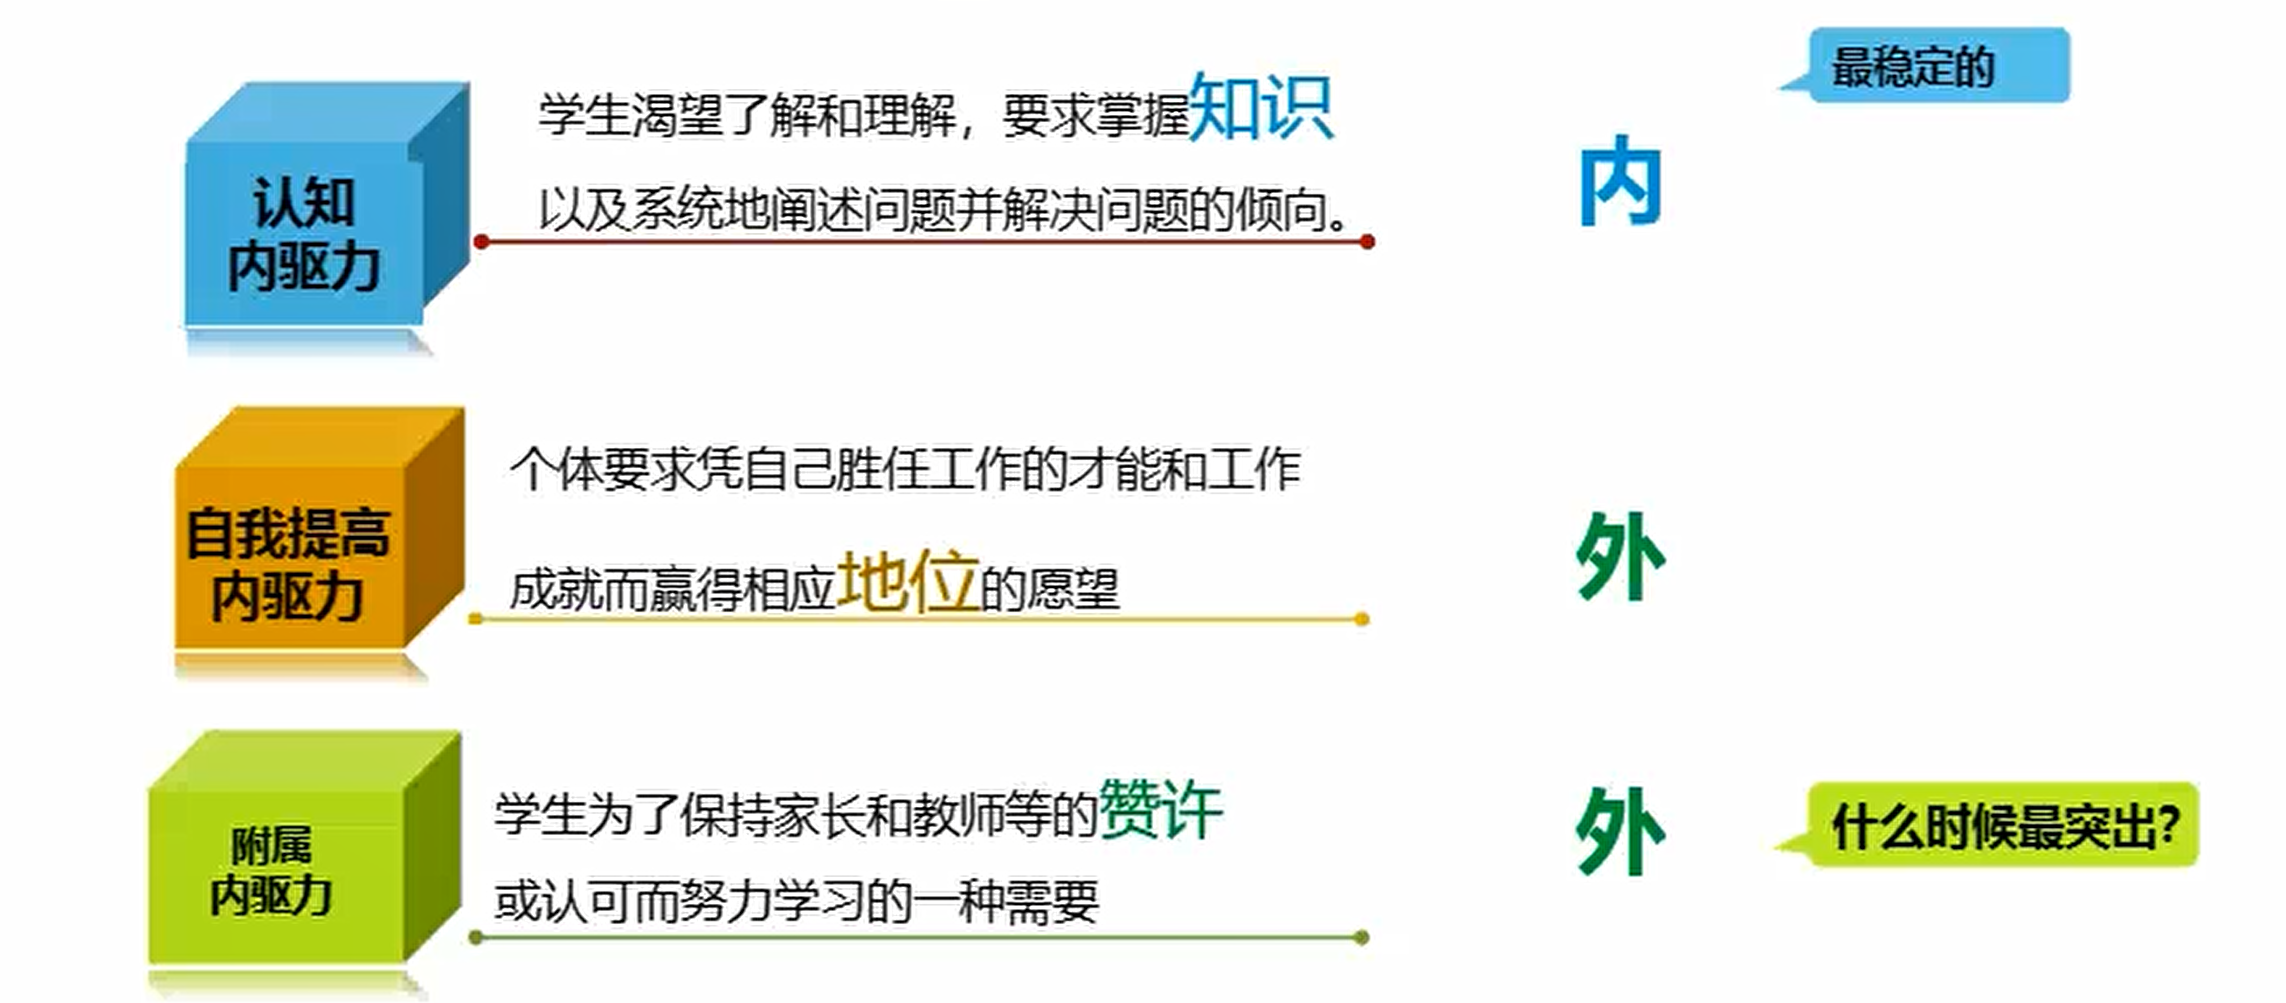 最稳定的
认知
内驱力
学生渴望了解和理解，要求掌握知识
以及系统地阐述问题并解决问题的倾向。
内
自我提高
内驱力
个体要求凭自己胜任工作的才能和工作
成就而赢得相应地位的愿望
外
附属
内驱力
学生为了保持家长和教师等的赞许
或认可而努力学习的一种需要
外
什么时候最突出？